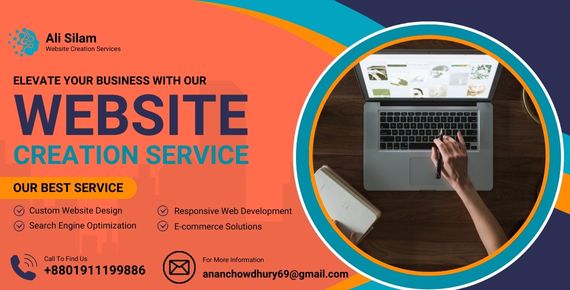 Ali Silam
Website Creation Services
ELEVATE YOUR BUSINESS WITH OUR
WEBSITE
CREATION SERVICE
OUR BEST SERVICE
Custom Website Design
Responsive Web Development
Search Engine Optimization
E-commerce Solutions
Call To Find Us
+8801911199886
For More Information
ananchowdhury69@gmail.com